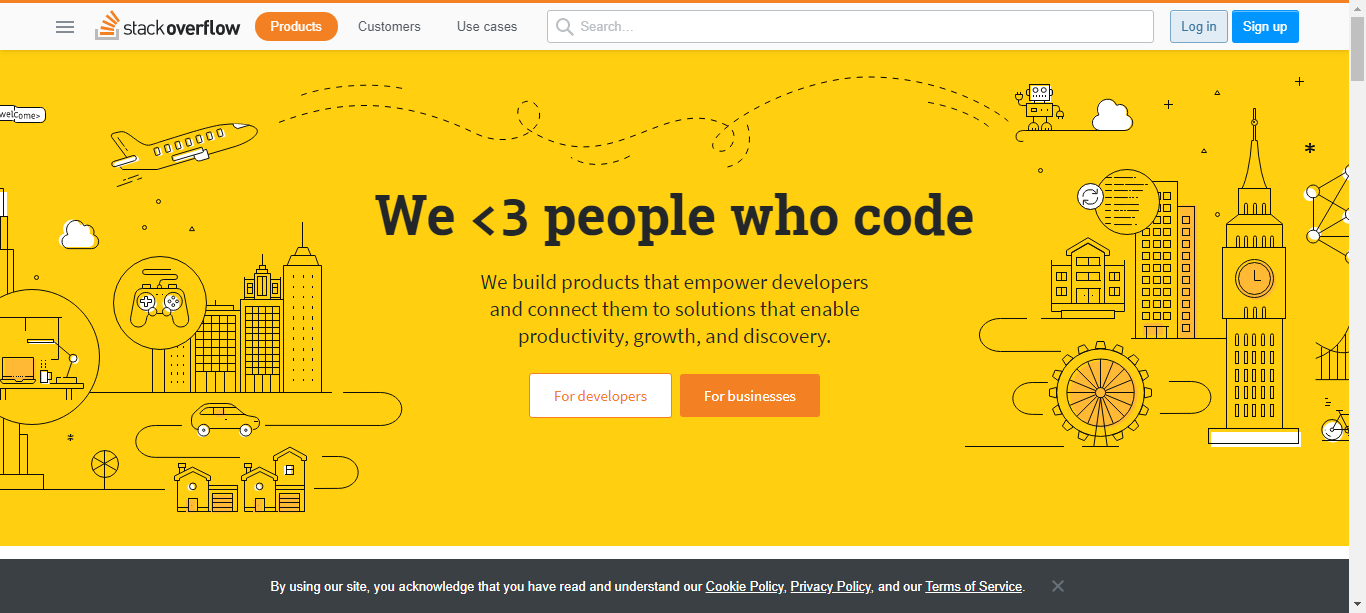 stackoverflow
Products
Customers
Use cases
Search...
Log in
Sign up
welcome>
We <3 people who code
We build products that empower developers
and connect them to solutions that enable
productivity, growth, and discovery.
For developers
For businesses
By using our site, you acknowledge that you have read and understand our Cookie Policy, Privacy Policy, and our Terms of Service.